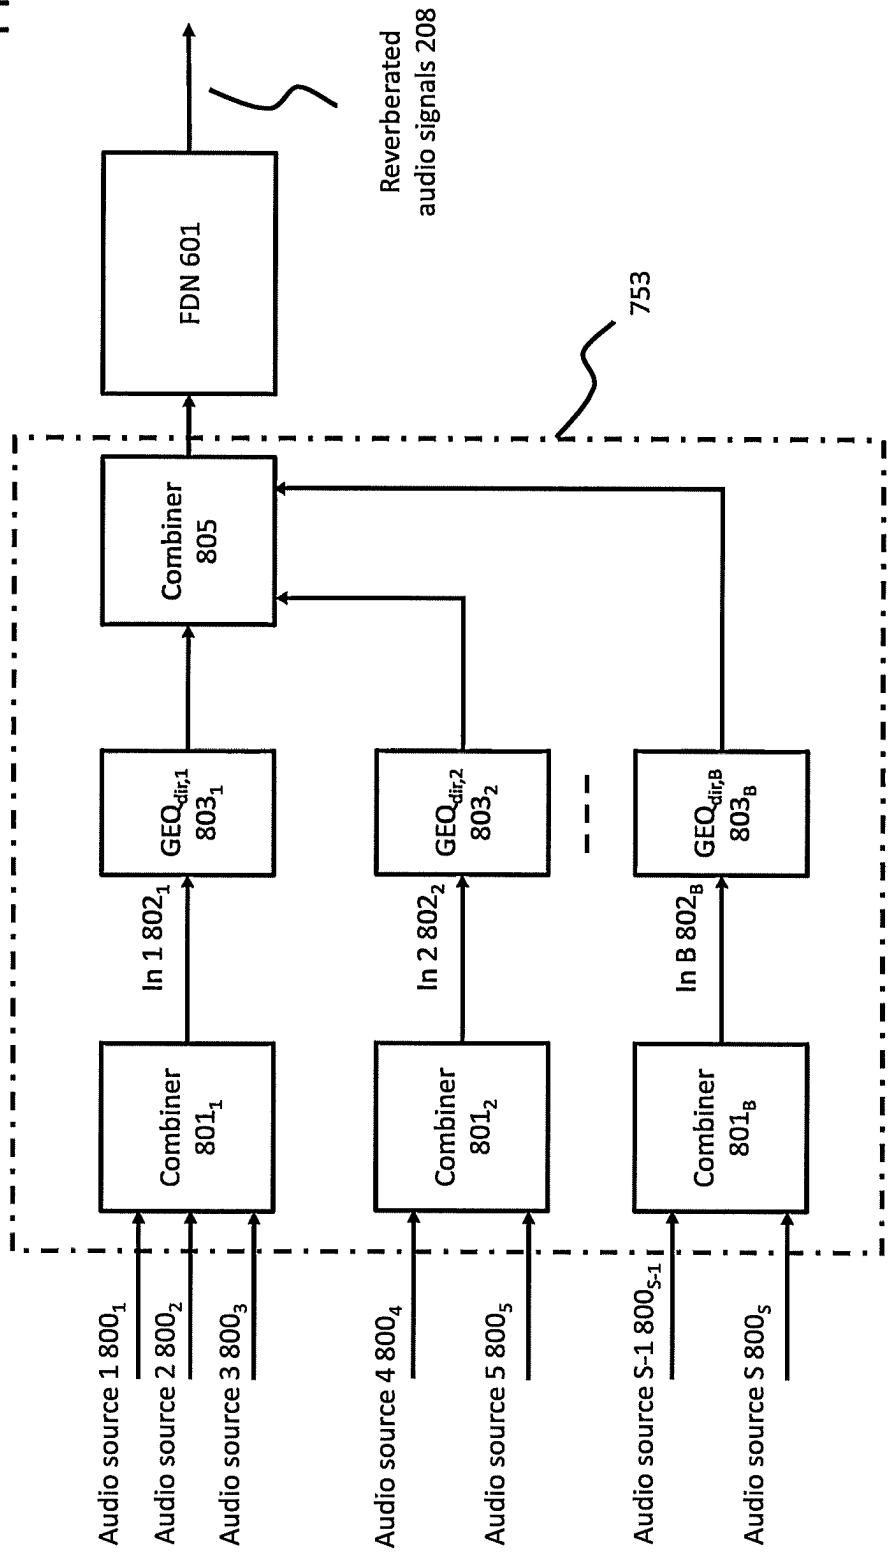 Audio source 1 800₁
Audio source 2 800₂
Audio source 3 800₃
Combiner
801₁
In 1 802₁
GEQdir,1
803₁
Combiner
805
FDN 601
Reverberated
audio signals 208
Audio source 4 800₄
Audio source 5 800₅
Combiner
801₂
In 2 802₂
GEQdir,2
803₂
753
Audio source S-1 800S-1
Audio source S 800S
Combiner
801B
In B 802B
GEQdir,B
803B